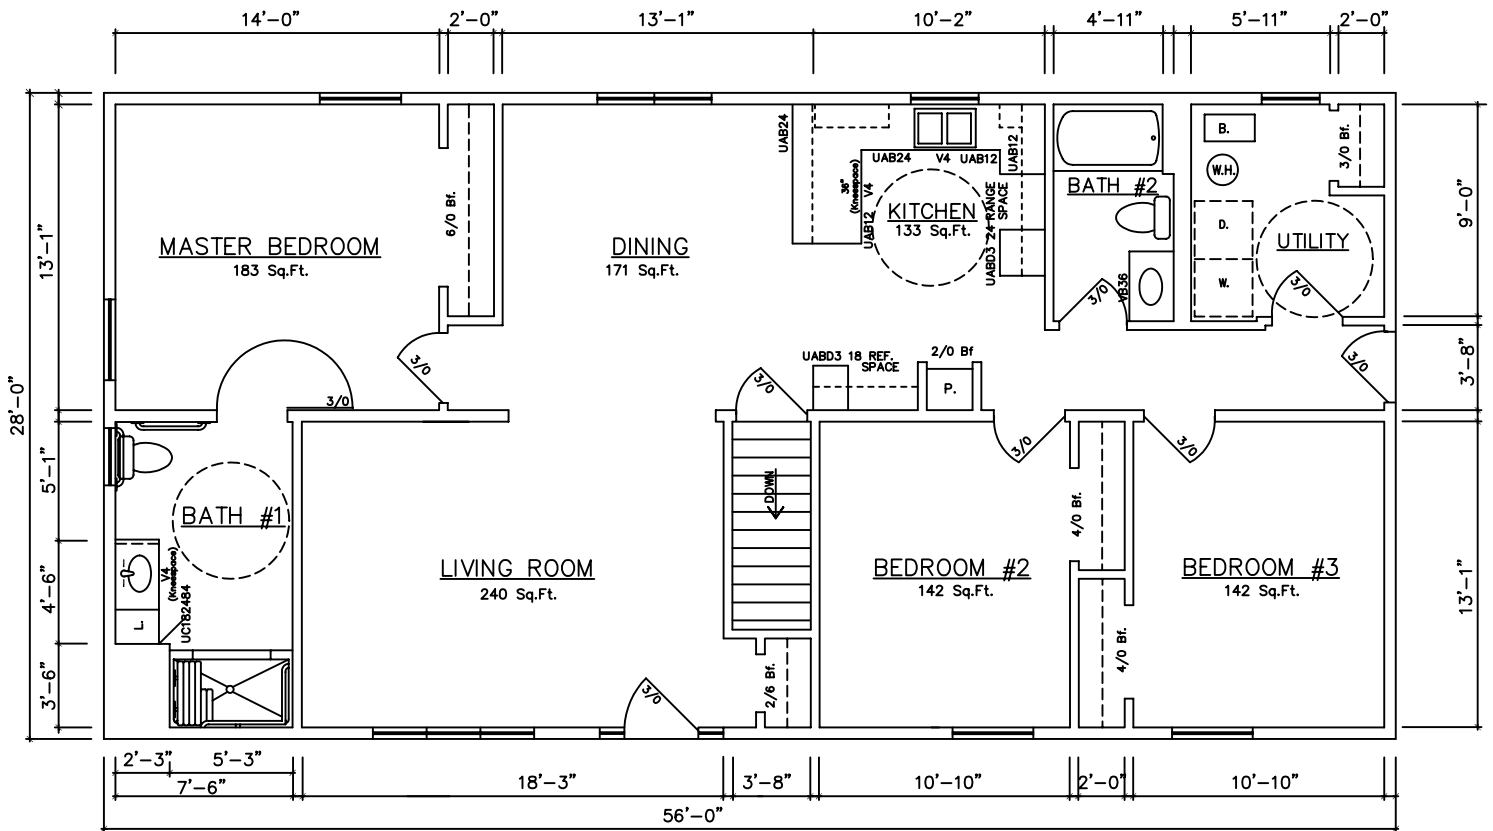 14'-0"
2'-0"
13'-1"
10'-2"
4'-11"
5'-11"
2'-0"
28'-0"
13'-1"
5'-1"
4'-6"
3'-6"
MASTER BEDROOM
183 Sq.Ft.
6/0 Bf.
3/0
3/0
DINING
171 Sq.Ft.
UAB24
UAB24
V4
UAB12
UAB12
36"
(Kneespace)
V4
UAB12
KITCHEN
133 Sq.Ft.
UABD3 24 RANGE
SPACE
UABD3 18 REF.
SPACE
2/0 Bf
P.
BATH #2
VB36
3/0
B.
W.H.
D.
W.
UTILITY
3/0 Bf.
3/0
3/0
9'-0"
3'-8"
13'-1"
BATH #1
V4
(Kneespace)
UC182484
L.
LIVING ROOM
240 Sq.Ft.
3/0
3/0
DOWN
2/6 Bf.
BEDROOM #2
142 Sq.Ft.
3/0
4/0 Bf.
4/0 Bf.
BEDROOM #3
142 Sq.Ft.
3/0
2'-3"
5'-3"
7'-6"
18'-3"
3'-8"
10'-10"
2'-0"
10'-10"
56'-0"